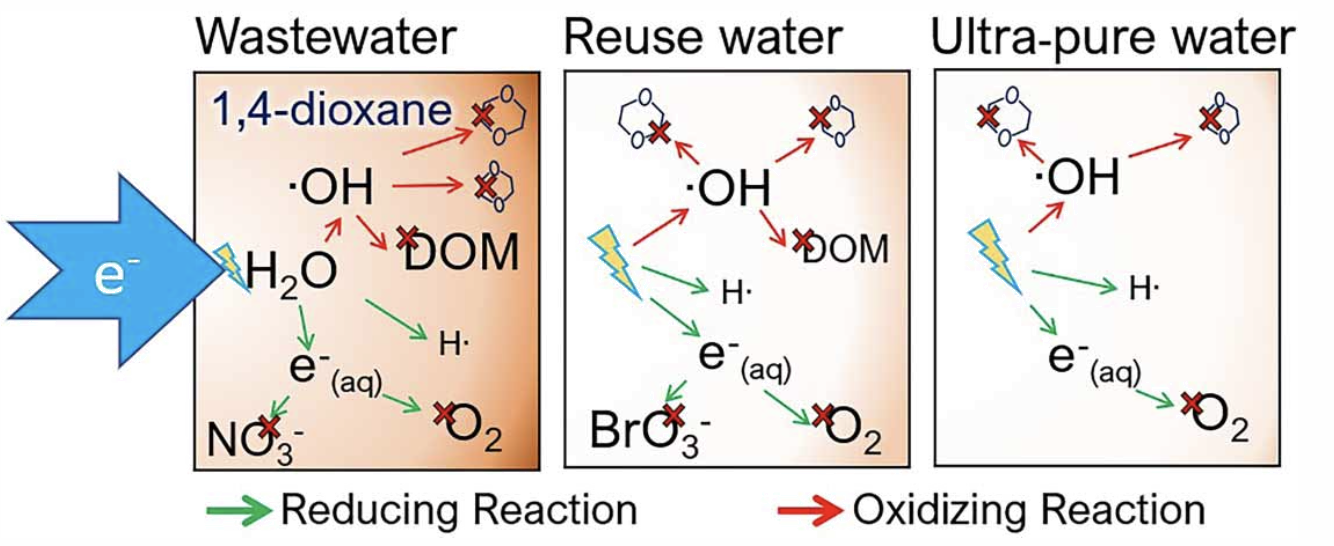 Wastewater
Reuse water
Ultra-pure water
1,4-dioxane
·OH
DOM
e⁻
H₂O
H·
e⁻(aq)
NO₃⁻
O₂
·OH
DOM
H·
e⁻(aq)
BrO₃⁻
O₂
·OH
H·
e⁻(aq)
O₂
Reducing Reaction
Oxidizing Reaction